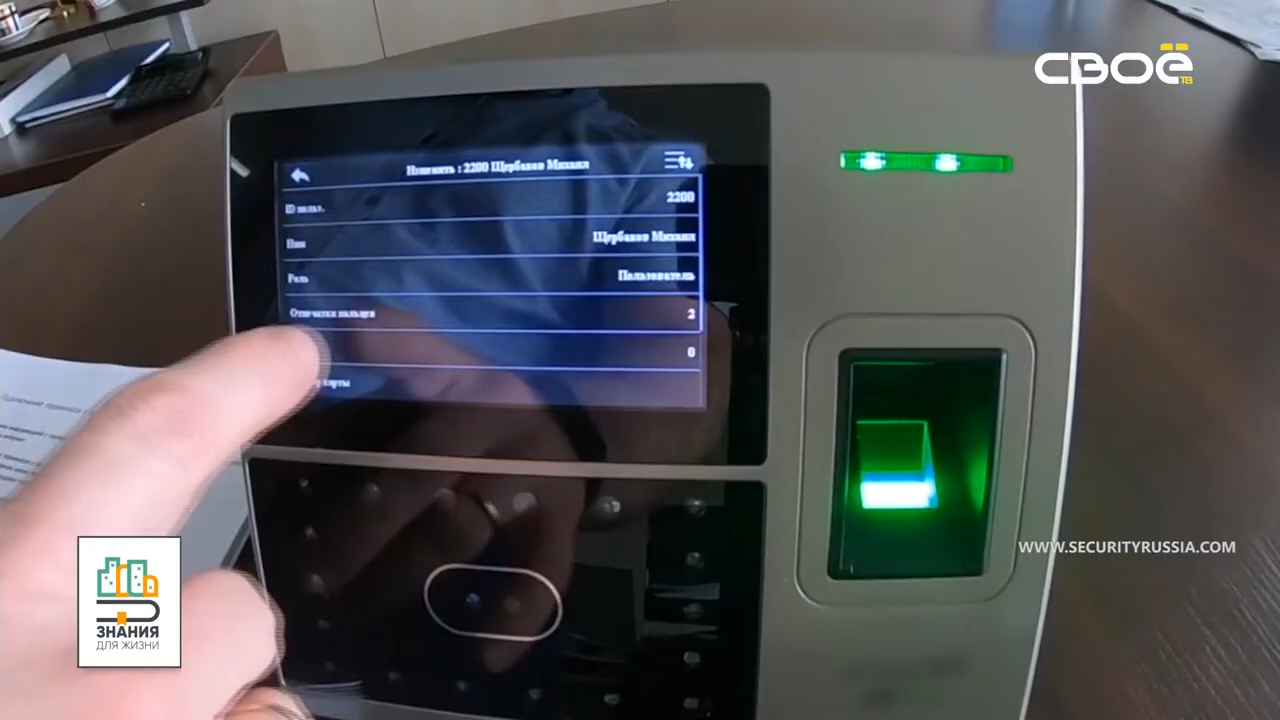 СВОЁ
ТВ
Изменить : 2200 Щербаков Михаил
ID польз.
2200
Имя
Щербаков Михаил
Роль
Пользователь
Отпечатки пальцев
2
0
карты
WWW.SECURITYRUSSIA.COM
ЗНАНИЯ
ДЛЯ ЖИЗНИ